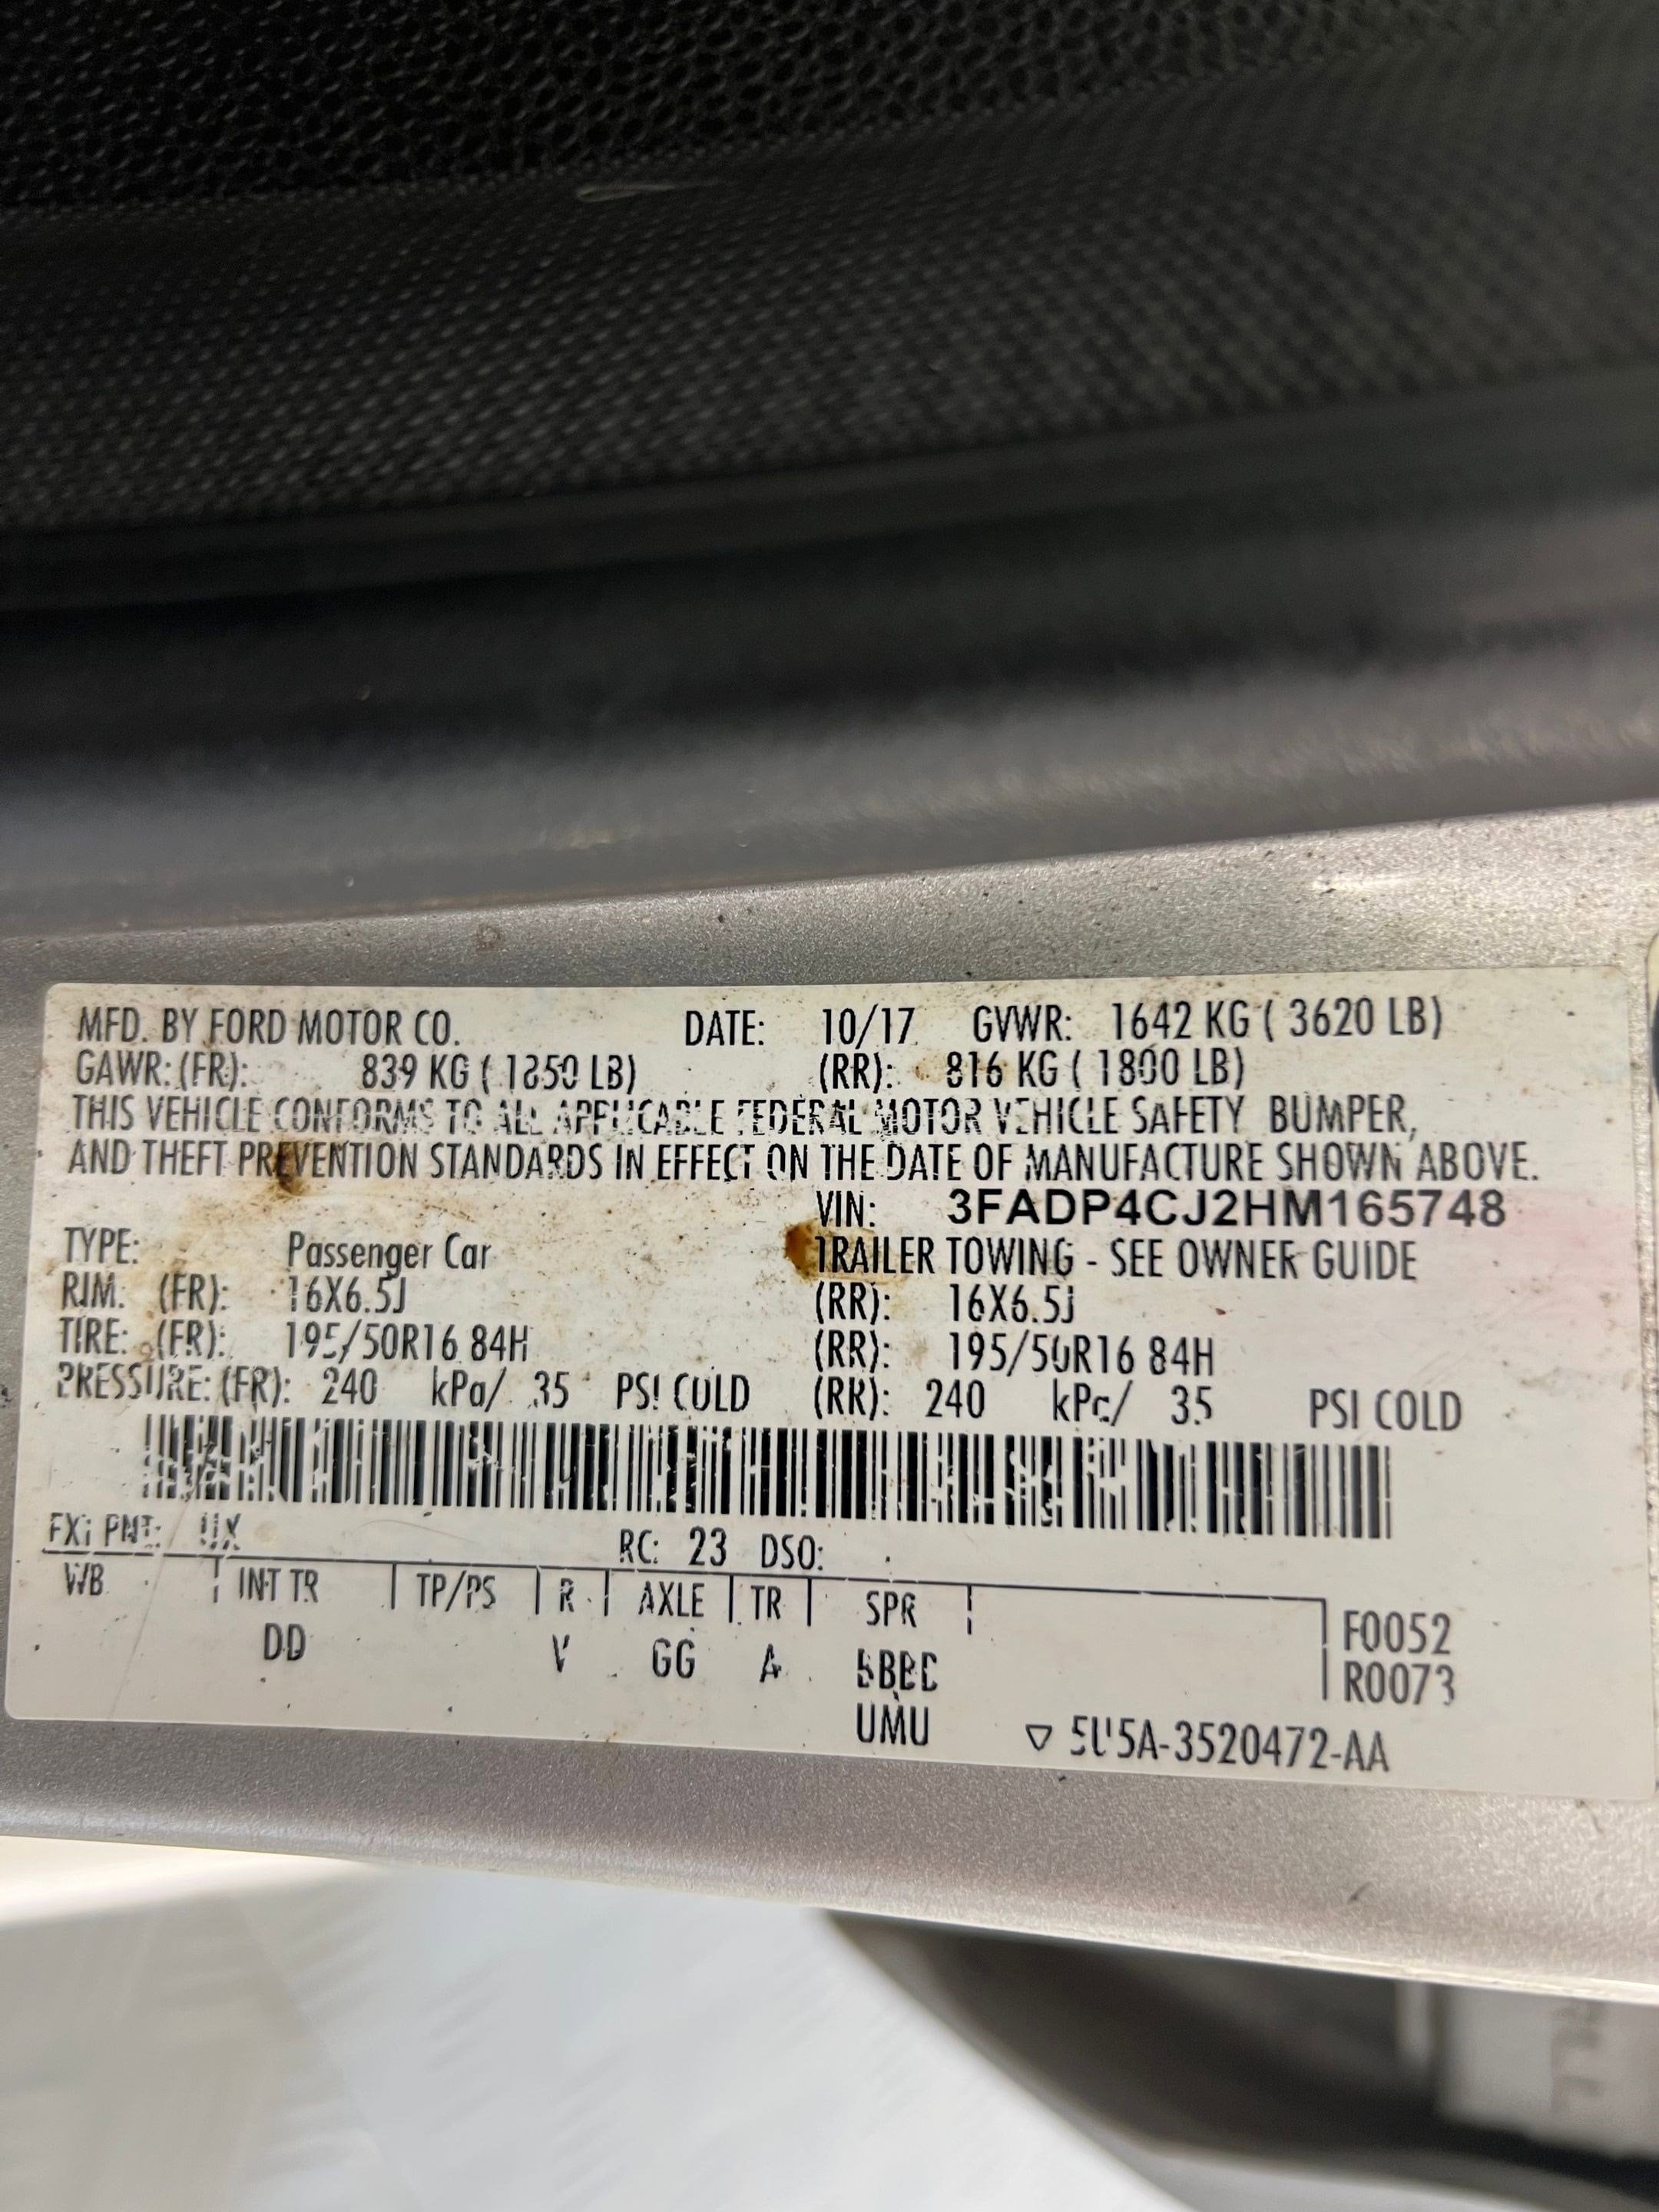 MFD. BY FORD MOTOR CO. DATE: 10/17 GVWR: 1642 KG ( 3620 LB)
GAWR: (FR): 839 KG ( 1850 LB) (RR): 816 KG ( 1800 LB)
THIS VEHICLE CONFORMS TO ALL APPLICABLE FEDERAL MOTOR VEHICLE SAFETY BUMPER,
AND THEFT PREVENTION STANDARDS IN EFFECT ON THE DATE OF MANUFACTURE SHOWN ABOVE.
VIN: 3FADP4CJ2HM165748
TYPE: Passenger Car TRAILER TOWING - SEE OWNER GUIDE
RIM. (FR): 16X6.5J (RR): 16X6.5J
TIRE: (FR): 195/50R16 84H (RR): 195/50R16 84H
PRESSURE: (FR): 240 kPa/ 35 PSI COLD (RR): 240 kPa/ 35 PSI COLD
EXT PNT: UX RC: 23 DSO:
WB INT TR TP/PS R AXLE TR SPR F0052
DD V GG A R0073
UMU 5U5A-3520472-AA